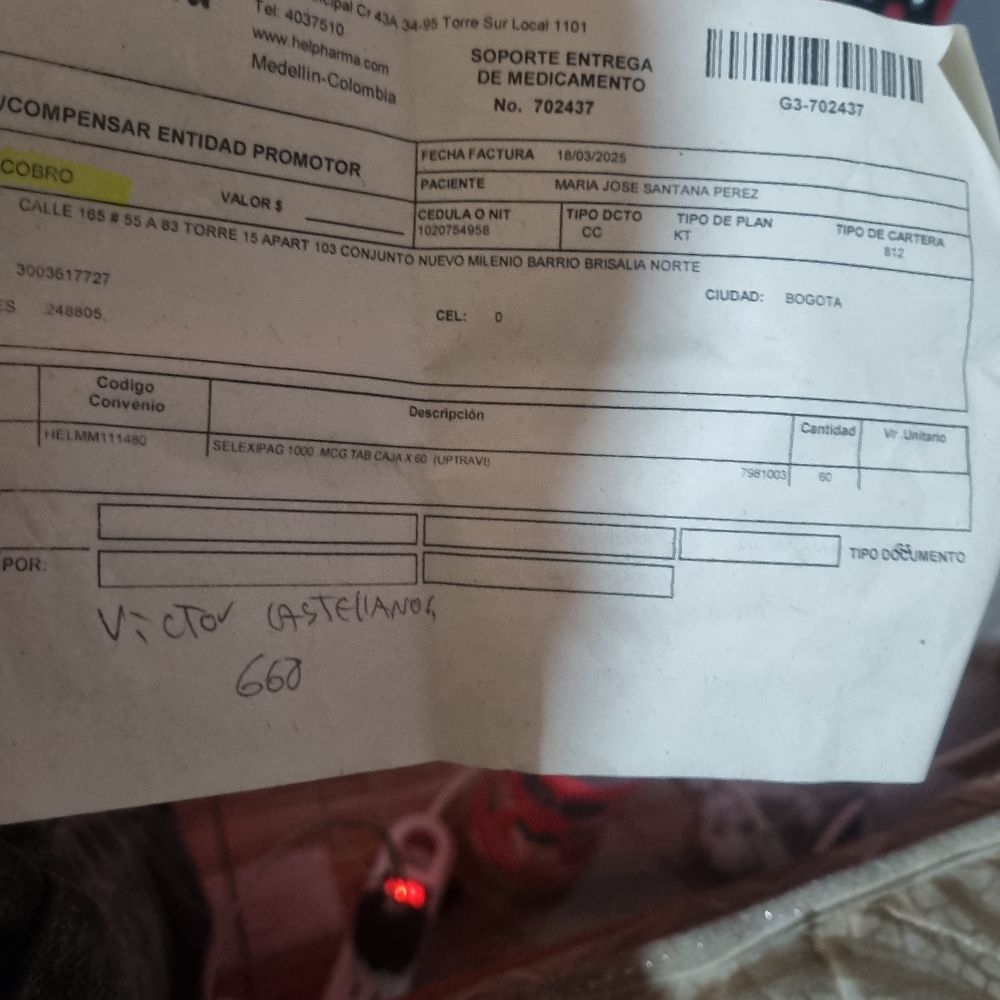 Cr 43A 34-95 Torre Sur Local 1101
Tel: 4037510
www.helpharma.com
Medellín-Colombia
SOPORTE ENTREGA
DE MEDICAMENTO
No. 702437
G3-702437
/COMPENSAR ENTIDAD PROMOTOR
COBRO
VALOR $
FECHA FACTURA 18/03/2025
PACIENTE MARIA JOSE SANTANA PEREZ
CEDULA O NIT
1020754958
TIPO DCTO
CC
TIPO DE PLAN
KT
TIPO DE CARTERA
812
CALLE 165 # 55 A 83 TORRE 15 APART 103 CONJUNTO NUEVO MILENIO BARRIO BRISALIA NORTE
3003617727
CIUDAD: BOGOTA
ES 248805,
CEL: 0
Codigo
Convenio
Descripción
Cantidad
Vr .Unitario
HELMM111480
SELEXIPAG 1000 MCG TAB CAJA X 60 (UPTRAVI)
7981003
60
TIPO DOCUMENTO
POR:
Victor CASTELLANOS
660